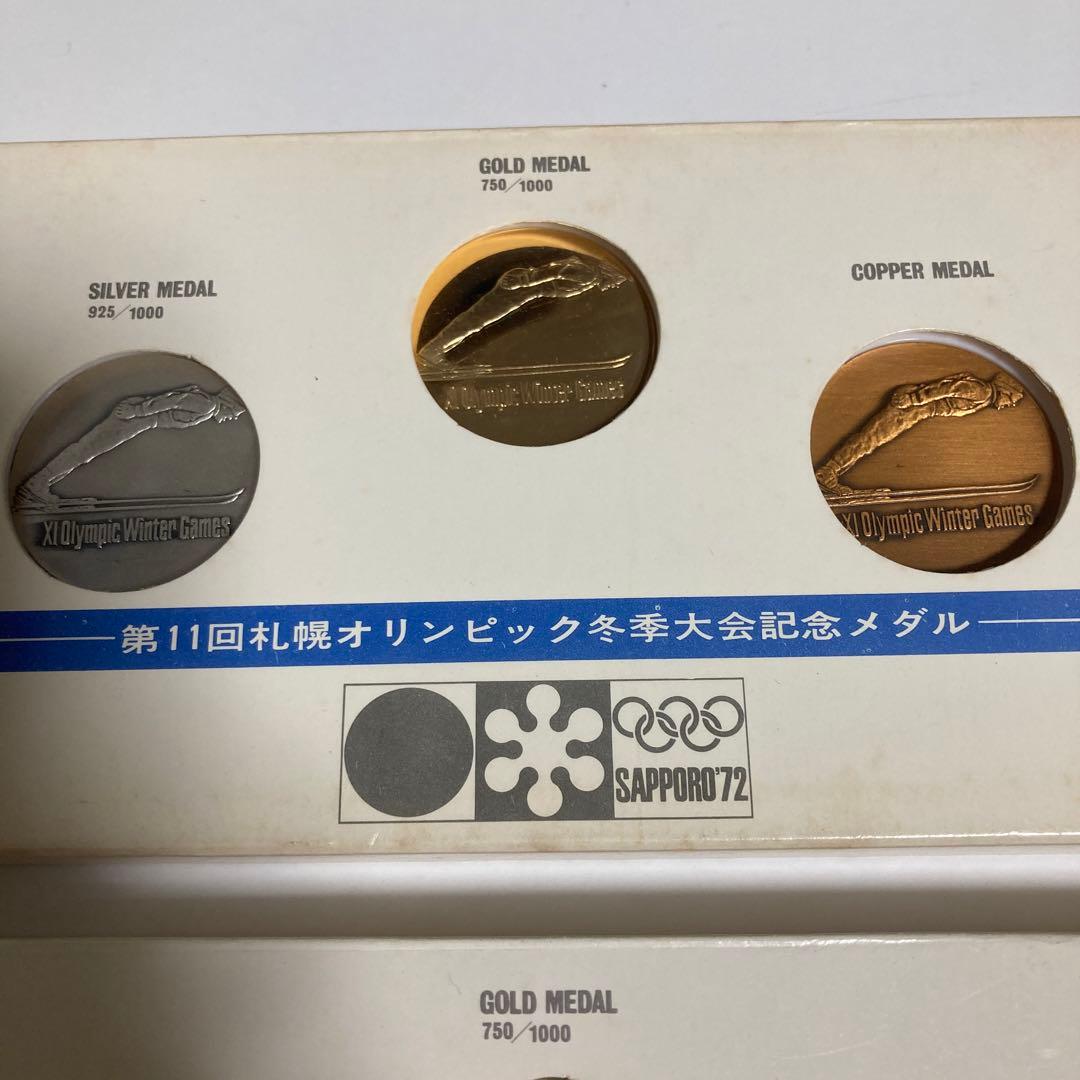 GOLD MEDAL
750/1000
SILVER MEDAL
925/1000
COPPER MEDAL
XI Olympic Winter Games
XI Olympic Winter Games
XI Olympic Winter Games
第11回札幌オリンピック冬季大会記念メダル
SAPPORO'72
GOLD MEDAL
750/1000